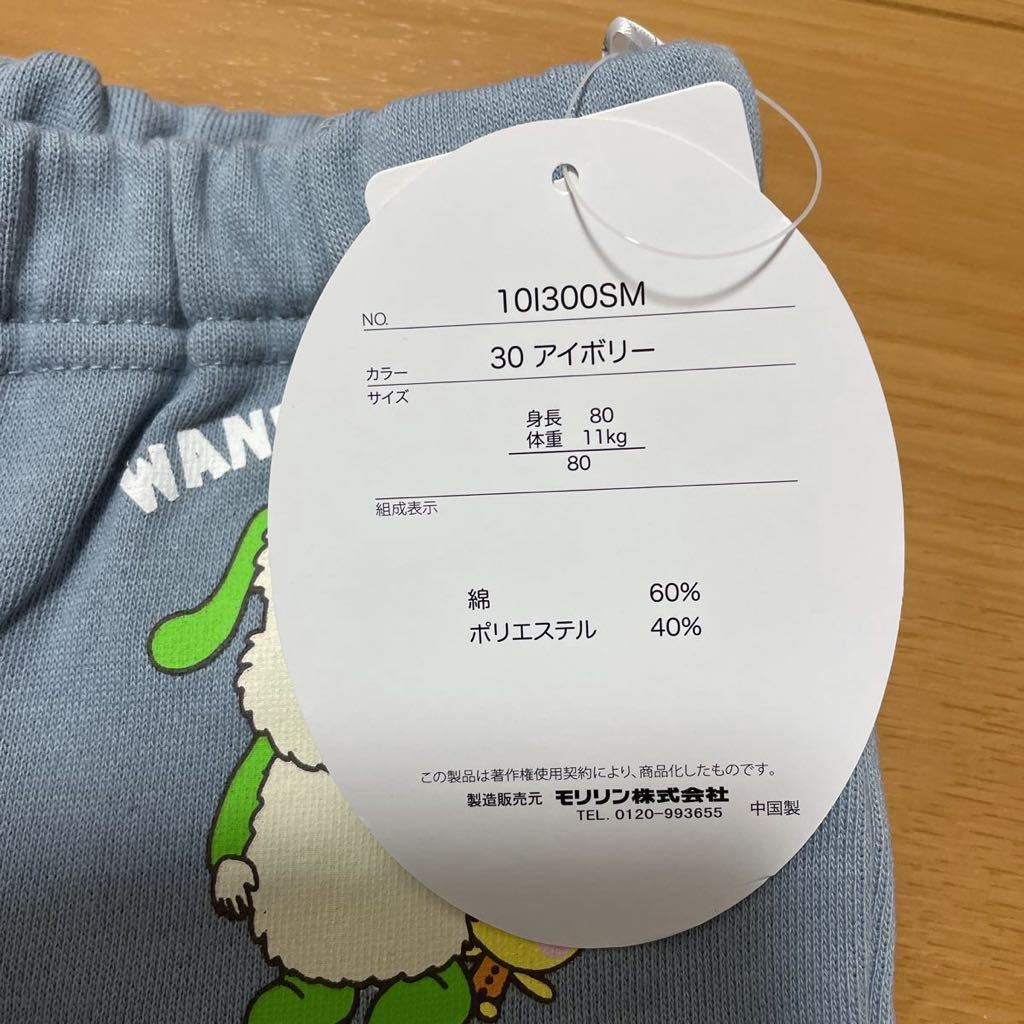 NO. 10I300SM
カラー 30 アイボリー
サイズ
身長 80
体重 11kg
80
組成表示
綿 60%
ポリエステル 40%
この製品は著作権使用契約により、商品化したものです。
製造販売元 モリリン株式会社 中国製
TEL. 0120-993655